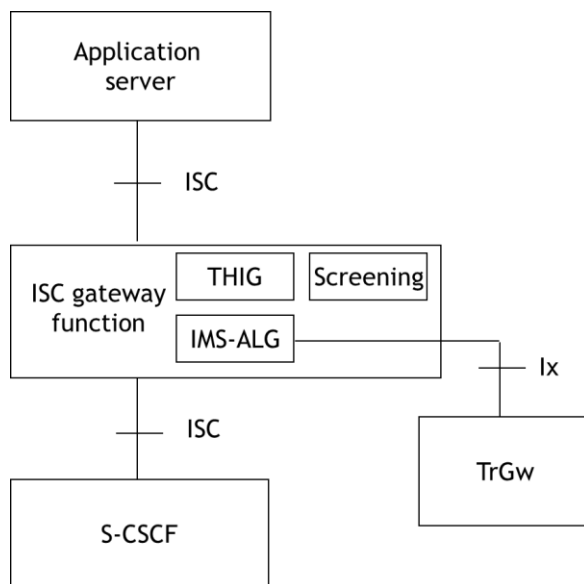 Application
server
ISC
THIG
Screening
ISC gateway
function
IMS-ALG
Ix
ISC
TrGw
S-CSCF